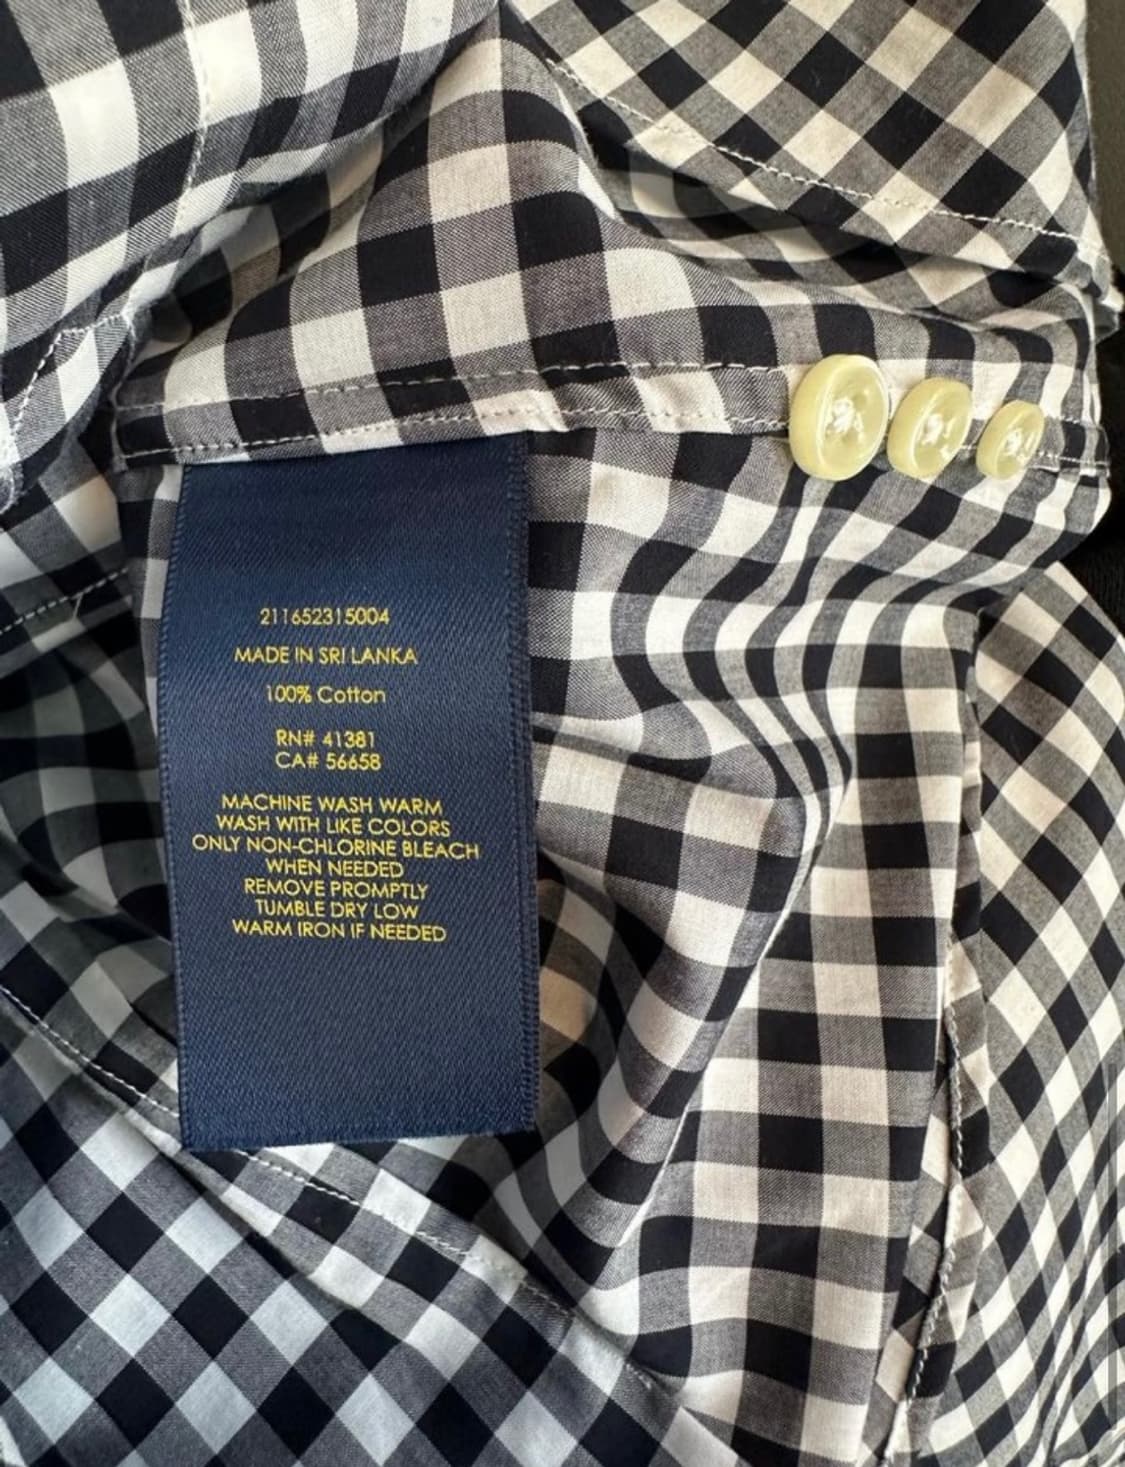 211652315004
MADE IN SRI LANKA
100% Cotton
RN# 41381
CA# 56658
MACHINE WASH WARM
WASH WITH LIKE COLORS
ONLY NON-CHLORINE BLEACH
WHEN NEEDED
REMOVE PROMPTLY
TUMBLE DRY LOW
WARM IRON IF NEEDED